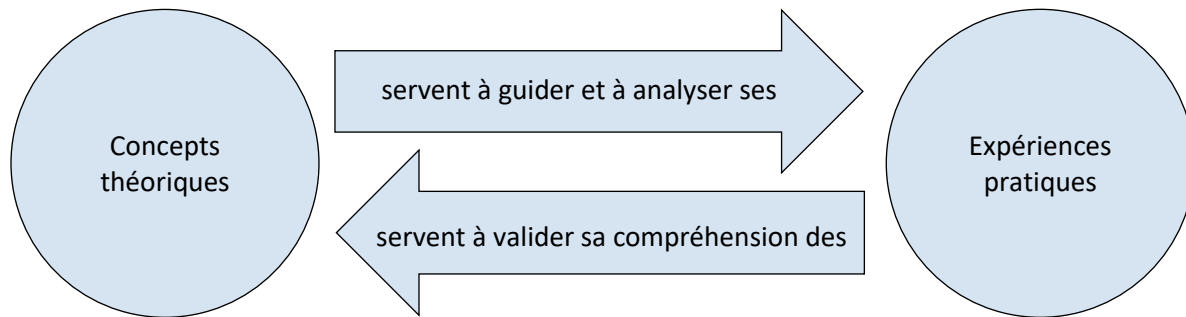 Concepts
théoriques
servent à guider et à analyser ses
Expériences
pratiques
servent à valider sa compréhension des